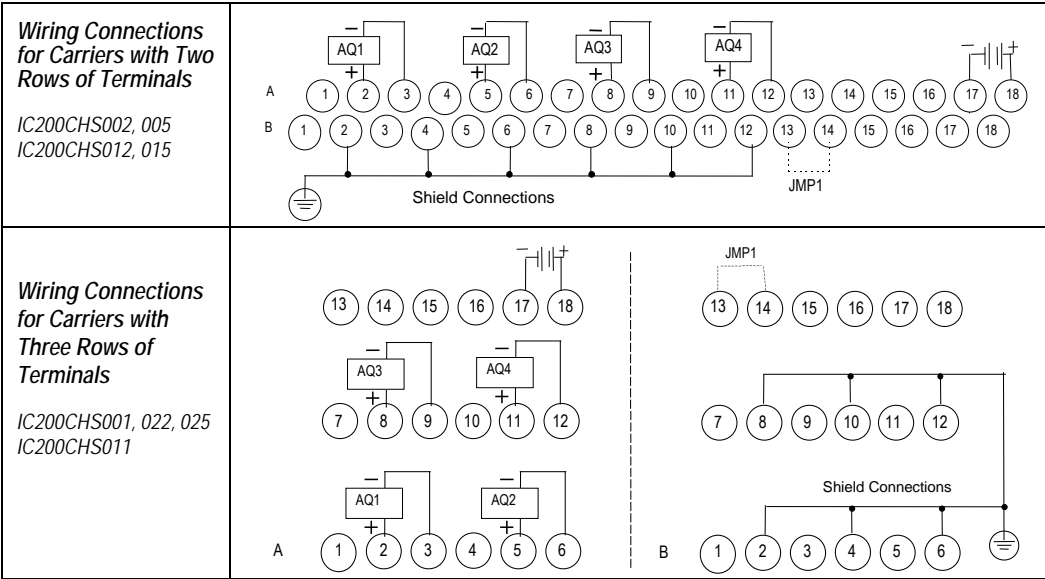 Wiring Connections
for Carriers with Two
Rows of Terminals
IC200CHS002, 005
IC200CHS012, 015
− − − −
AQ1 AQ2 AQ3 AQ4 − +
+ + + +
A 1 2 3 4 5 6 7 8 9 10 11 12 13 14 15 16 17 18
B 1 2 3 4 5 6 7 8 9 10 11 12 13 14 15 16 17 18
JMP1
Shield Connections
Wiring Connections
for Carriers with
Three Rows of
Terminals
IC200CHS001, 022, 025
IC200CHS011
− +
13 14 15 16 17 18
− −
AQ3 AQ4
+ +
7 8 9 10 11 12
− −
AQ1 AQ2
+ +
A 1 2 3 4 5 6
JMP1
13 14 15 16 17 18
7 8 9 10 11 12
Shield Connections
B 1 2 3 4 5 6